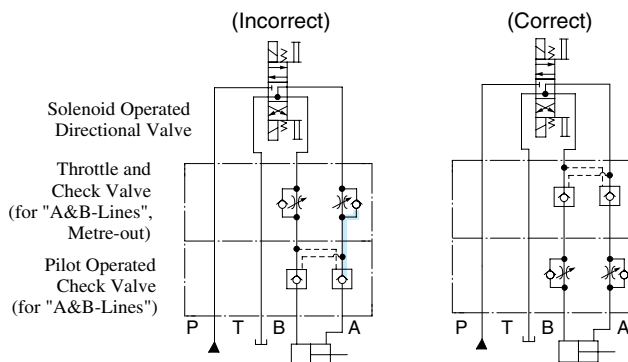 (Incorrect)
(Correct)
Solenoid Operated
Directional Valve
Throttle and
Check Valve
(for "A&B-Lines",
Metre-out)
Pilot Operated
Check Valve
(for "A&B-Lines")
P T B A
P T B A